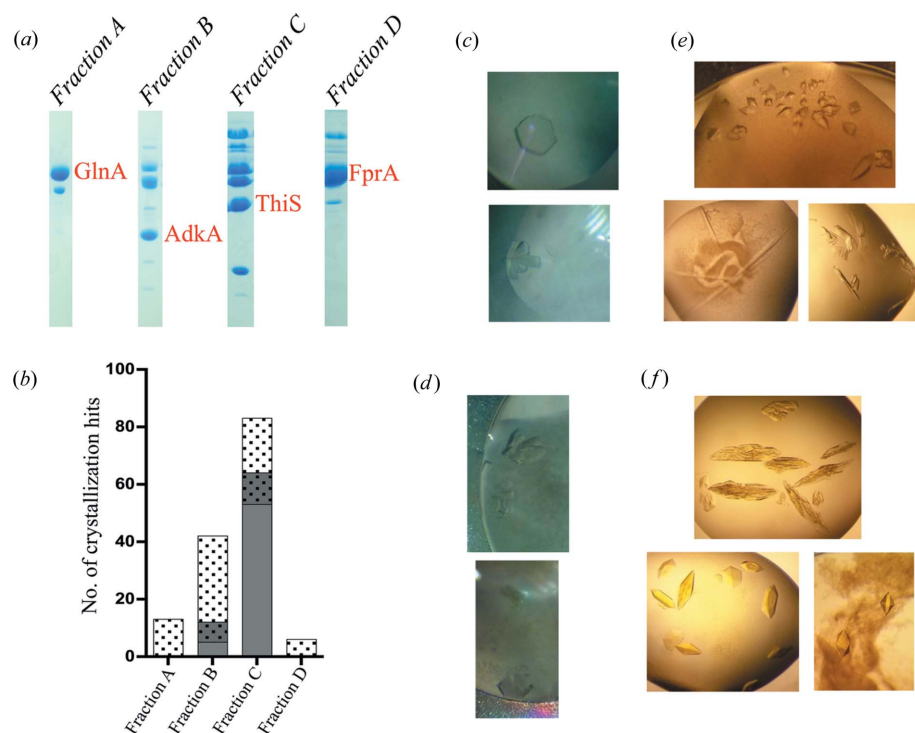 (a)
Fraction A
Fraction B
Fraction C
Fraction D
GlnA
AdkA
ThiS
FprA
(b)
100
80
60
40
20
0
No. of crystallization hits
Fraction A
Fraction B
Fraction C
Fraction D
(c)
(d)
(e)
(f)